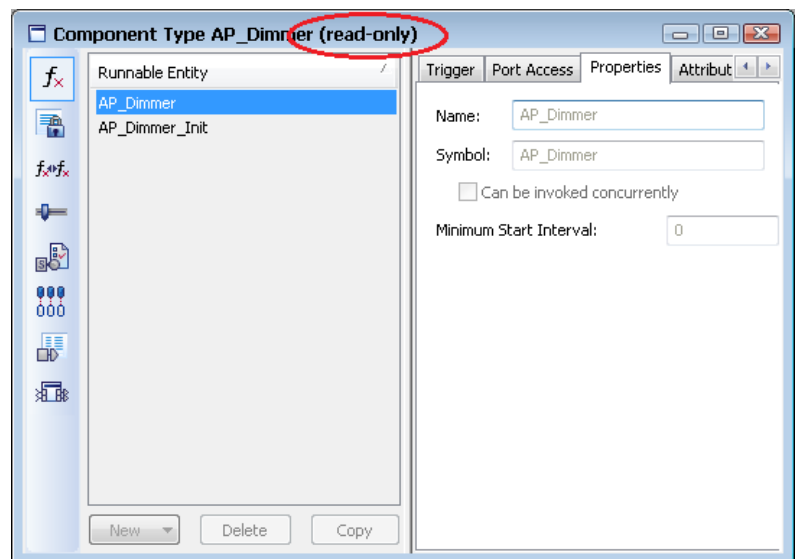 Component Type AP_Dimmer (read-only)
Runnable Entity
AP_Dimmer
AP_Dimmer_Init
New
Delete
Copy
Trigger
Port Access
Properties
Attribut
Name:
AP_Dimmer
Symbol:
AP_Dimmer
Can be invoked concurrently
Minimum Start Interval:
0